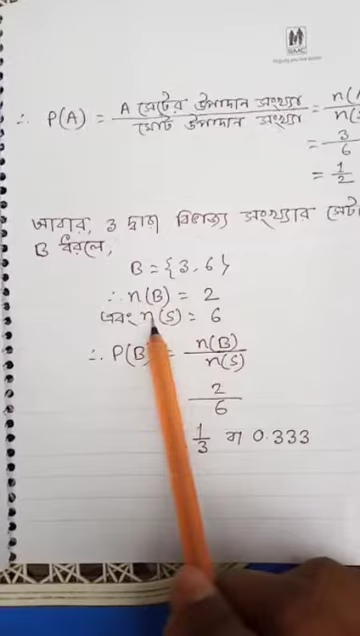 SMC
∴ P(A) = A সেটের উপাদান সংখ্যা / মোট উপাদান সংখ্যা = n(A / n(S
= 3/6
= 1/2
আবার, 3 দ্বারা বিভাজ্য সংখ্যার সেট
B ধরলে,
B = {3, 6}
∴ n(B) = 2
এবং n(S) = 6
∴ P(B) = n(B) / n(S)
2/6
1/3 বা 0.333